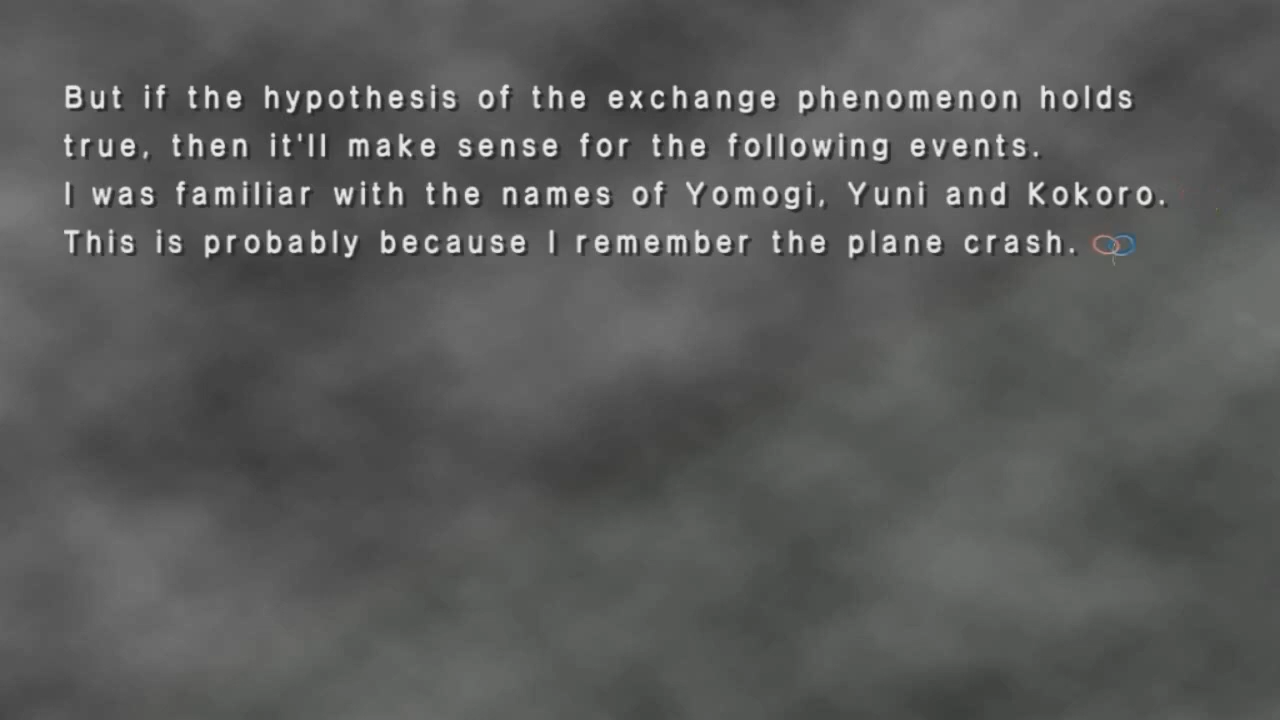 But if the hypothesis of the exchange phenomenon holds
true, then it'll make sense for the following events.
I was familiar with the names of Yomogi, Yuni and Kokoro.
This is probably because I remember the plane crash.